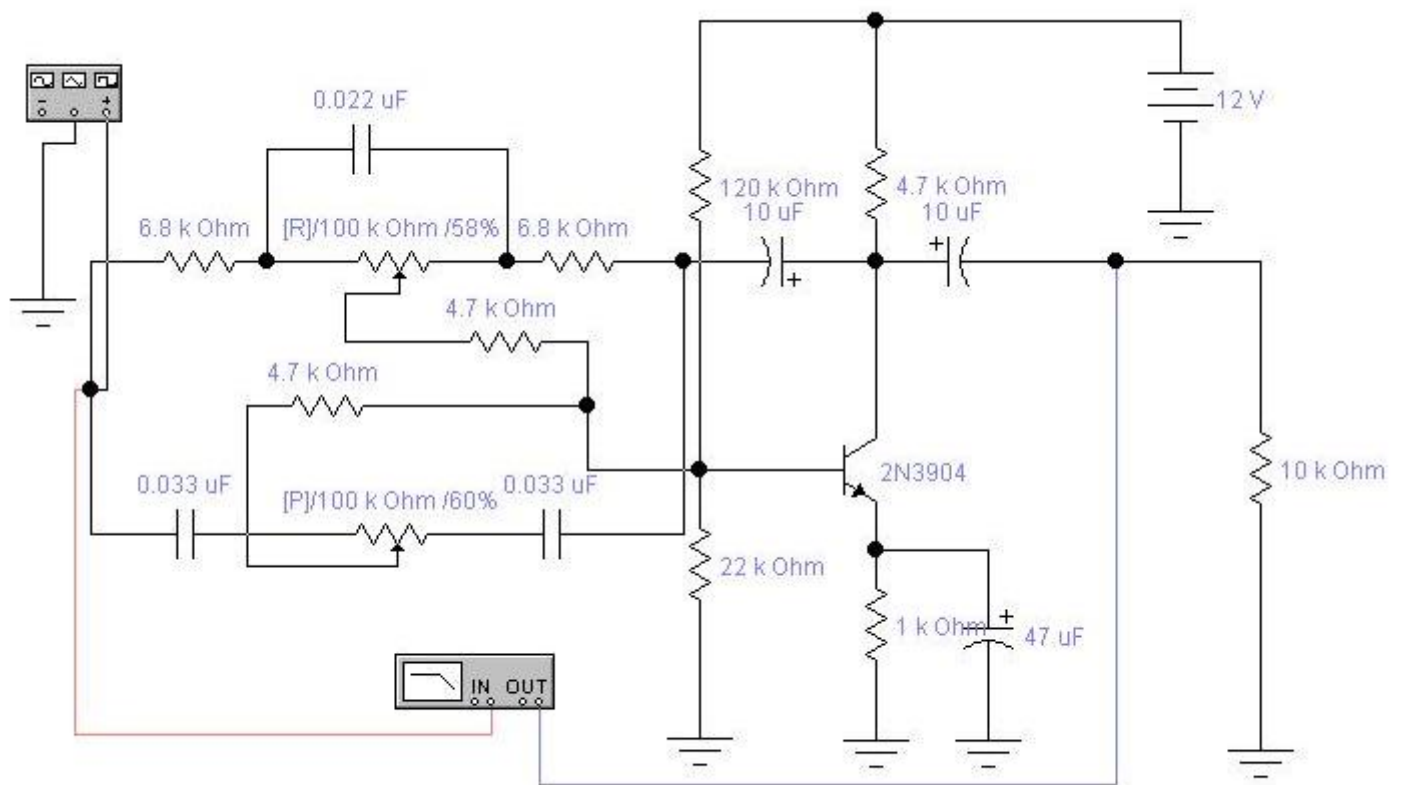 12 V
0.022 uF
120 k Ohm
4.7 k Ohm
10 uF
10 uF
6.8 k Ohm
[R]/100 k Ohm /58%
6.8 k Ohm
+
+
4.7 k Ohm
4.7 k Ohm
2N3904
10 k Ohm
0.033 uF
[P]/100 k Ohm /60%
0.033 uF
22 k Ohm
1 k Ohm
+
47 uF
IN OUT
- +